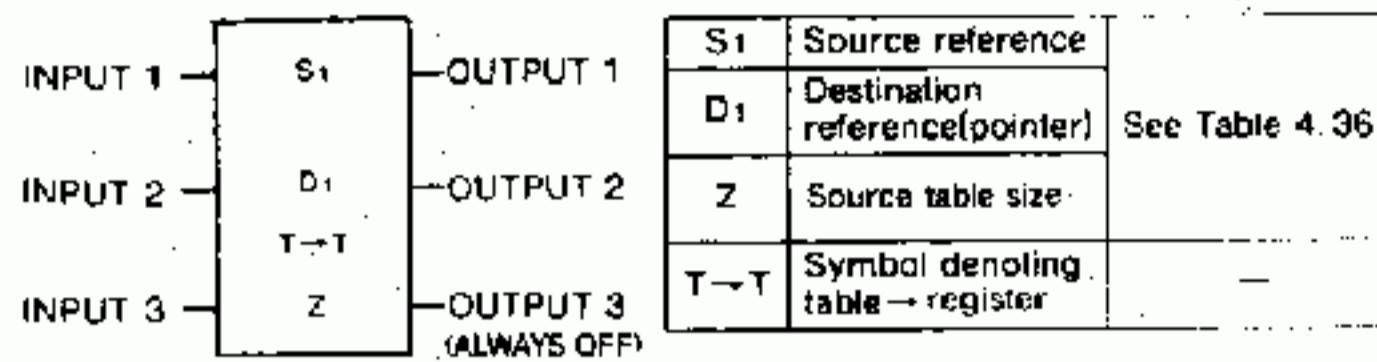 INPUT 1
S1
OUTPUT 1
INPUT 2
D1
OUTPUT 2
T→T
INPUT 3
Z
OUTPUT 3
(ALWAYS OFF)
S1 Source reference
D1 Destination
reference(pointer)
See Table 4.36
Z Source table size
T→T Symbol denoting
table → register
—